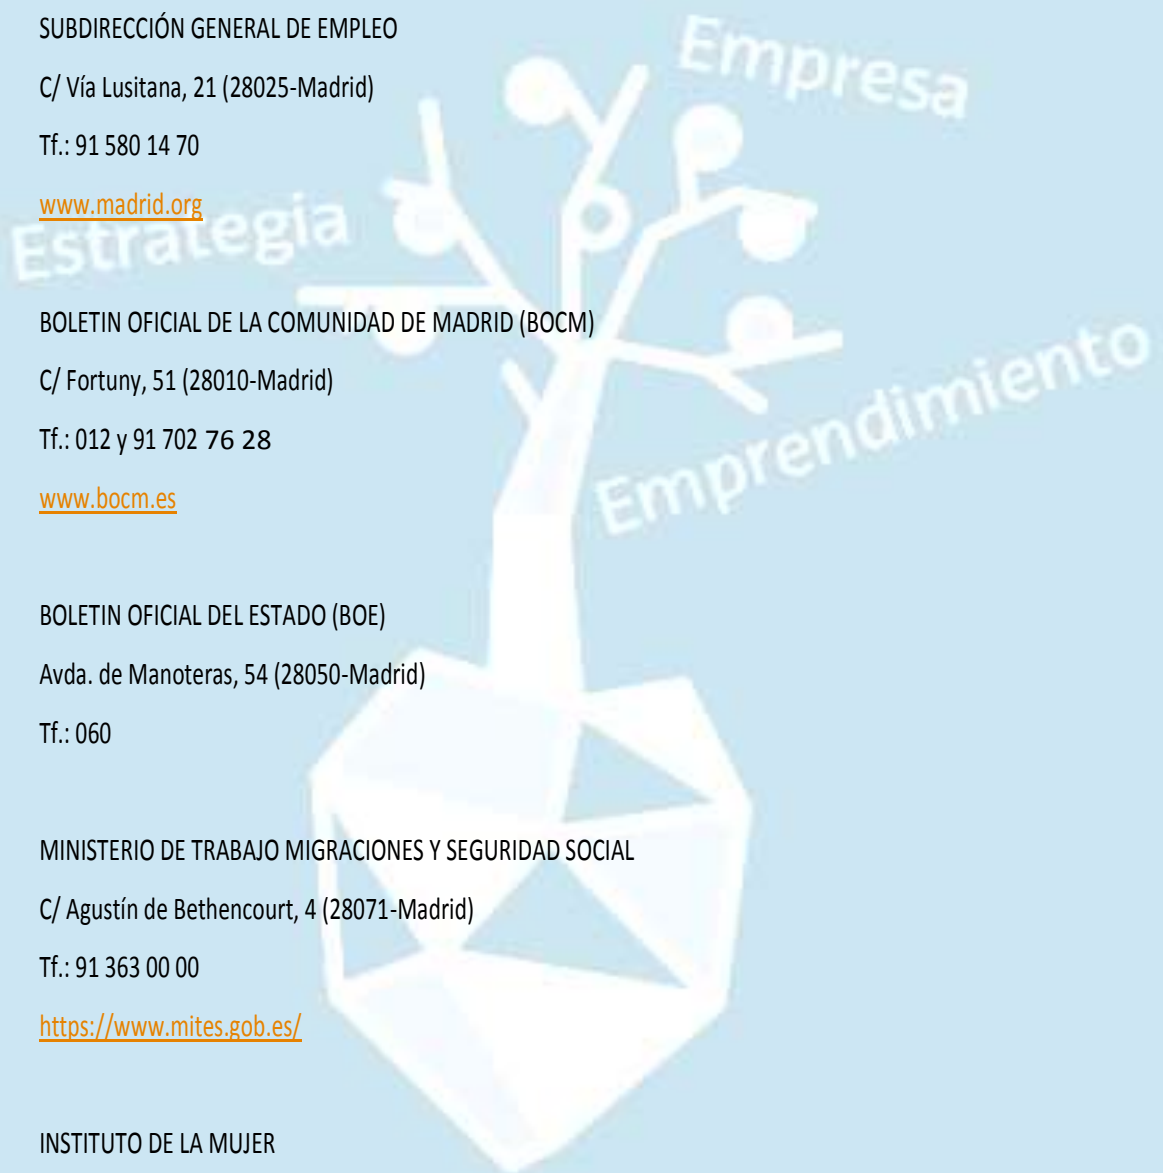 SUBDIRECCIÓN GENERAL DE EMPLEO
C/ Vía Lusitana, 21 (28025-Madrid)
Tf.: 91 580 14 70
www.madrid.org
BOLETIN OFICIAL DE LA COMUNIDAD DE MADRID (BOCM)
C/ Fortuny, 51 (28010-Madrid)
Tf.: 012 y 91 702 76 28
www.bocm.es
BOLETIN OFICIAL DEL ESTADO (BOE)
Avda. de Manoteras, 54 (28050-Madrid)
Tf.: 060
MINISTERIO DE TRABAJO MIGRACIONES Y SEGURIDAD SOCIAL
C/ Agustín de Bethencourt, 4 (28071-Madrid)
Tf.: 91 363 00 00
https://www.mites.gob.es/
INSTITUTO DE LA MUJER
Empresa
Estrategia
Emprendimiento